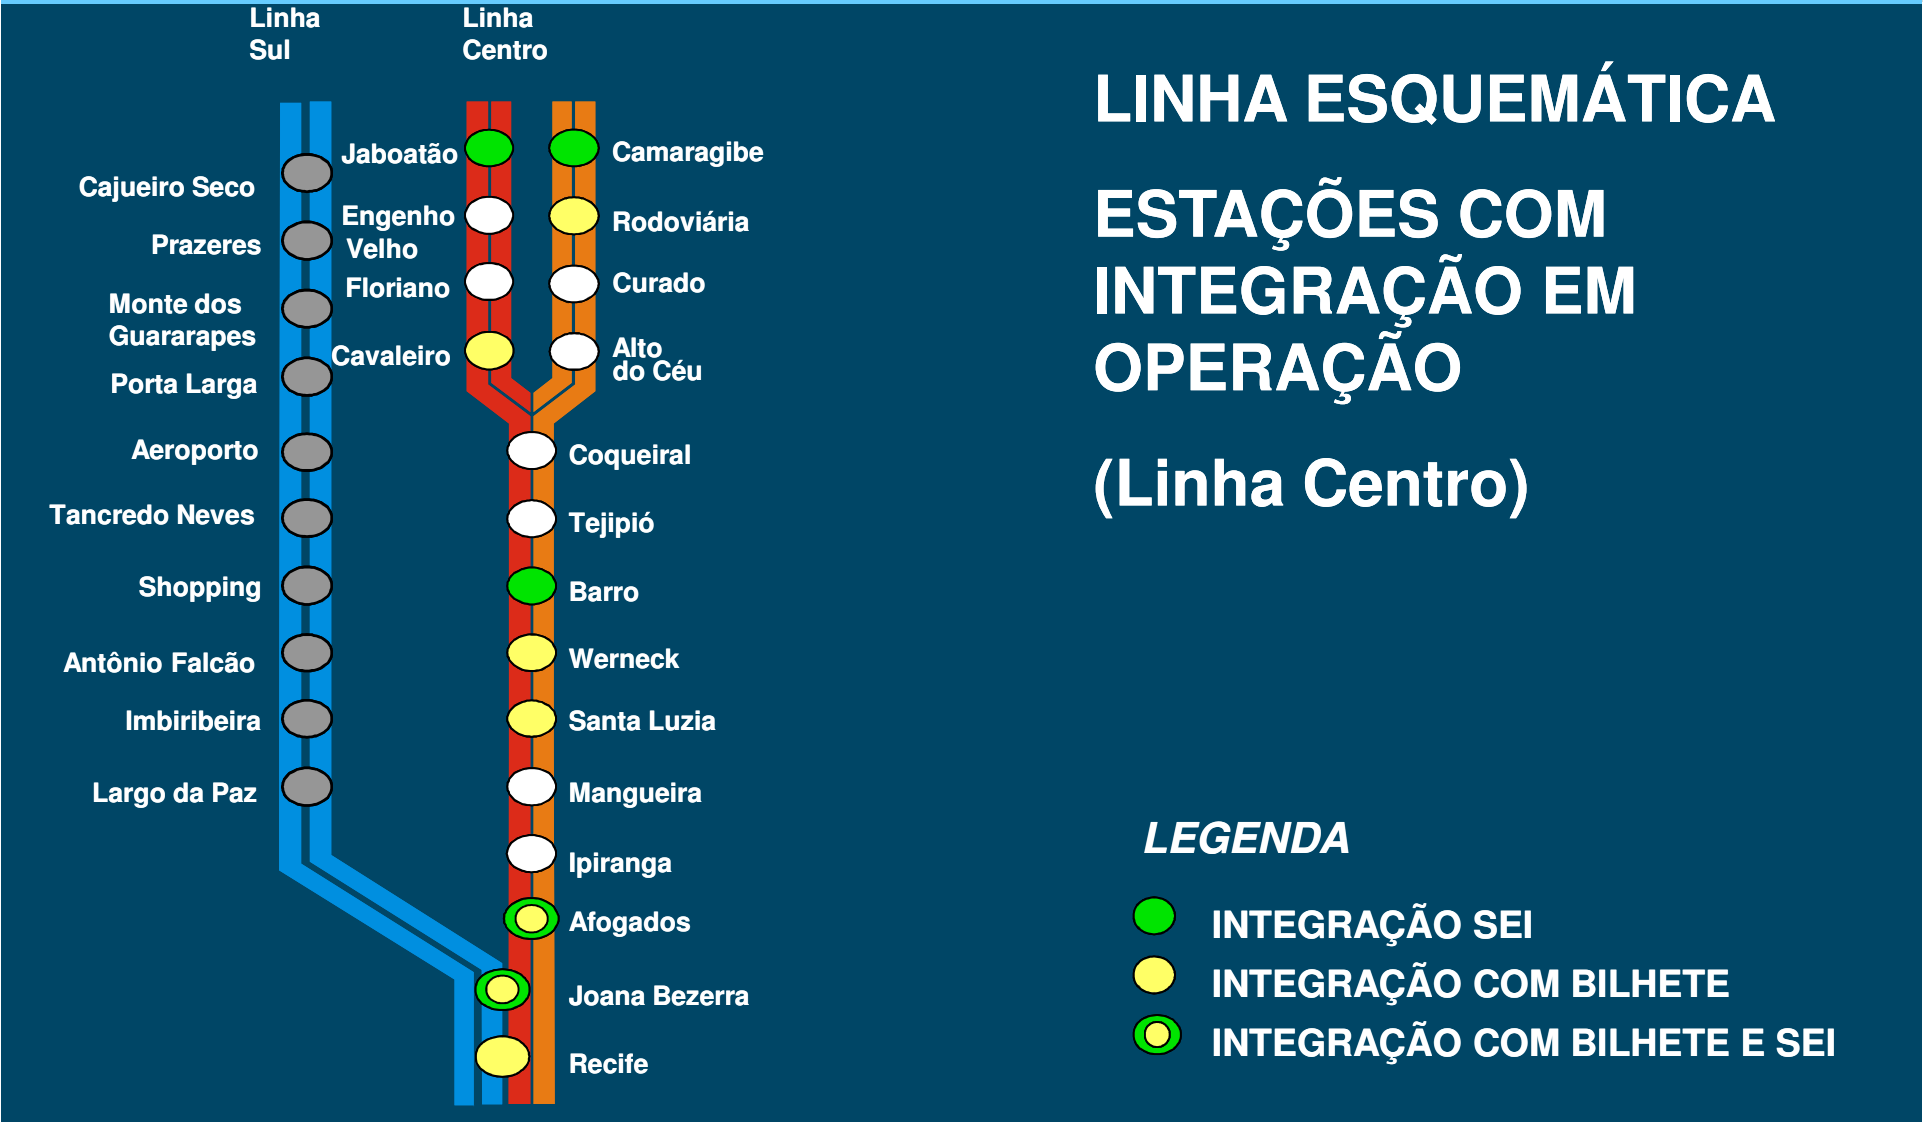 Linha
Sul
Linha
Centro
Cajueiro Seco
Prazeres
Monte dos
Guararapes
Porta Larga
Aeroporto
Tancredo Neves
Shopping
Antônio Falcão
Imbiribeira
Largo da Paz
Jaboatão
Engenho
Velho
Floriano
Cavaleiro
Camaragibe
Rodoviária
Curado
Alto
do Céu
Coqueiral
Tejipió
Barro
Werneck
Santa Luzia
Mangueira
Ipiranga
Afogados
Joana Bezerra
Recife
LINHA ESQUEMÁTICA
ESTAÇÕES COM
INTEGRAÇÃO EM
OPERAÇÃO
(Linha Centro)
LEGENDA
INTEGRAÇÃO SEI
INTEGRAÇÃO COM BILHETE
INTEGRAÇÃO COM BILHETE E SEI